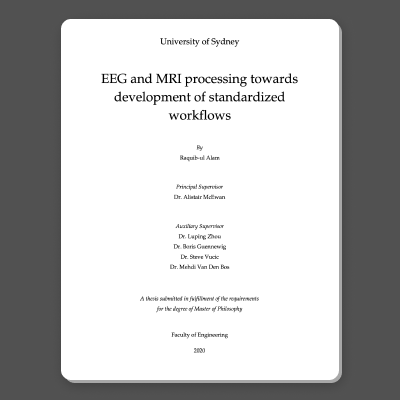 University of Sydney
EEG and MRI processing towards
development of standardized
workflows
By
Raquib-ul Alam
Principal Supervisor
Dr. Alistair McEwan
Auxiliary Supervisor
Dr. Luping Zhou
Dr. Boris Guennewig
Dr. Steve Vucic
Dr. Mehdi Van Den Bos
A thesis submitted in fulfillment of the requirements
for the degree of Master of Philosophy
Faculty of Engineering
2020